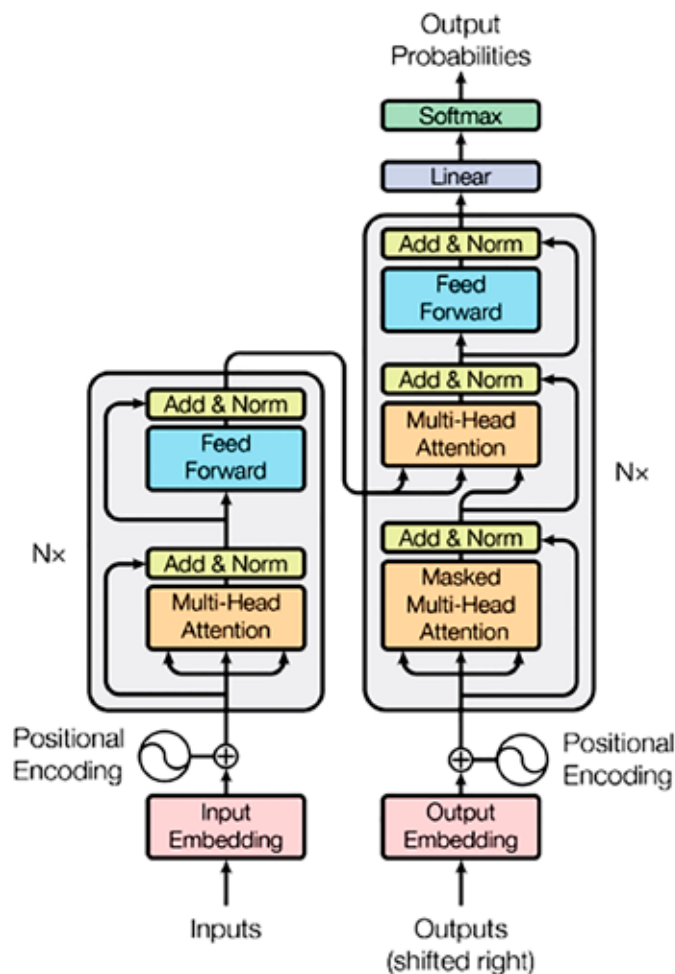 Output
Probabilities
Softmax
Linear
Add & Norm
Feed
Forward
Add & Norm
Multi-Head
Attention
Nx
Add & Norm
Masked
Multi-Head
Attention
Add & Norm
Feed
Forward
Nx
Add & Norm
Multi-Head
Attention
Positional
Encoding
Positional
Encoding
Input
Embedding
Output
Embedding
Inputs
Outputs
(shifted right)